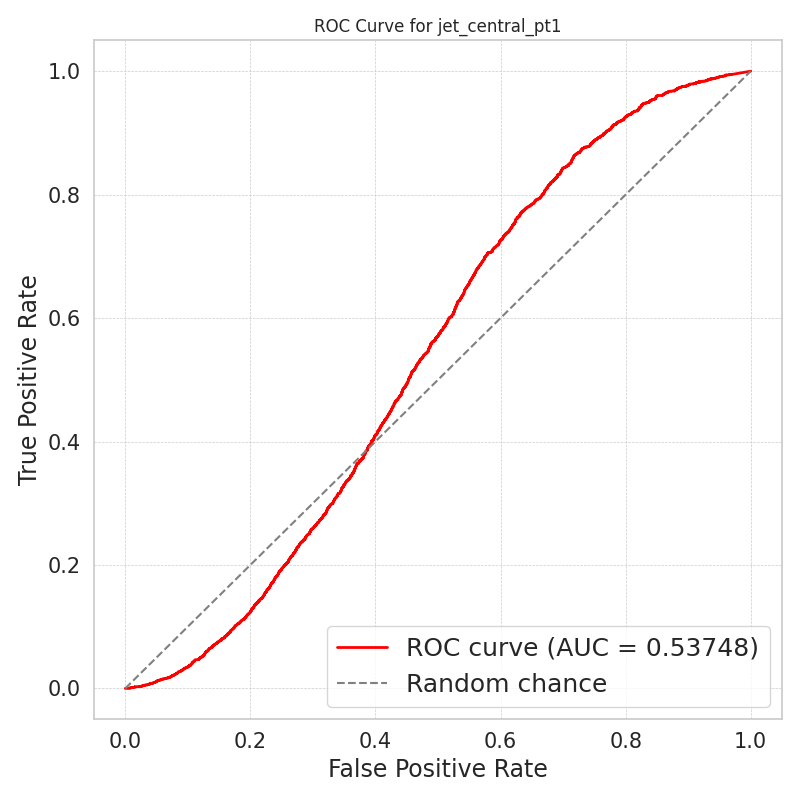 ROC Curve for jet_central_pt1
True Positive Rate
1.0
0.8
0.6
0.4
0.2
0.0
ROC curve (AUC = 0.53748)
Random chance
0.0 0.2 0.4 0.6 0.8 1.0
False Positive Rate